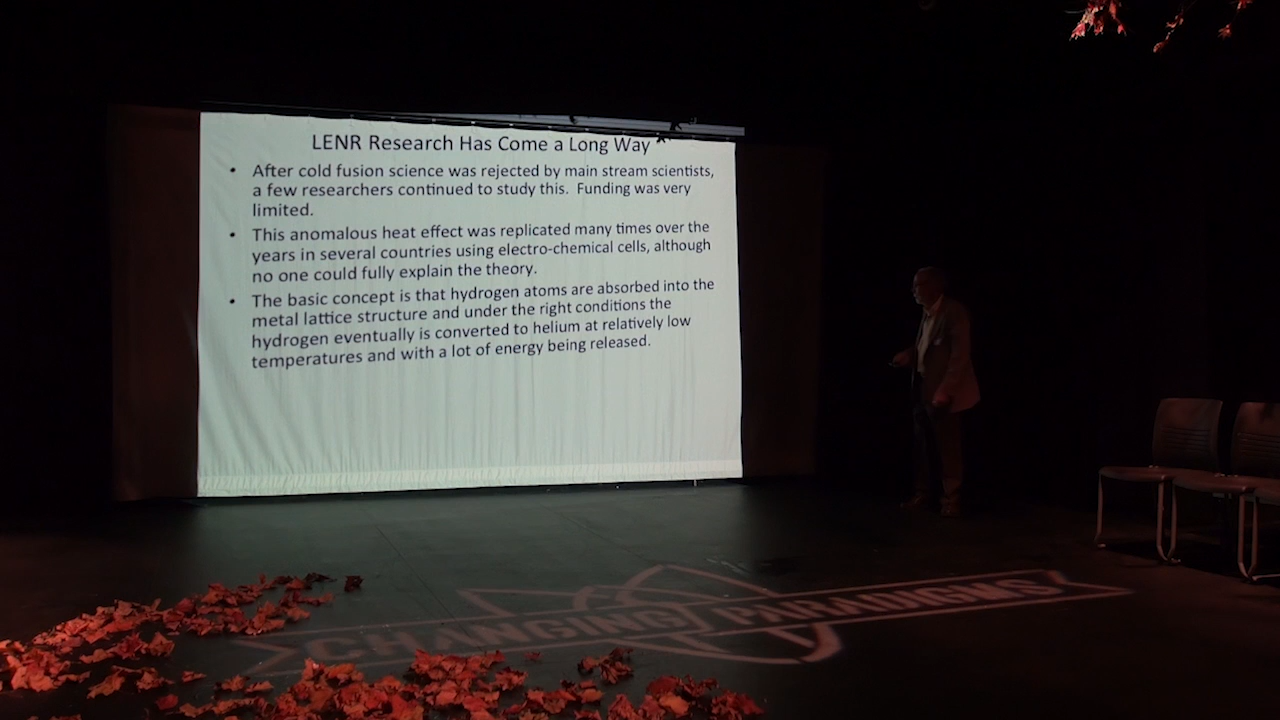 LENR Research Has Come a Long Way
• After cold fusion science was rejected by main stream scientists,
a few researchers continued to study this. Funding was very
limited.
• This anomalous heat effect was replicated many times over the
years in several countries using electro-chemical cells, although
no one could fully explain the theory.
• The basic concept is that hydrogen atoms are absorbed into the
metal lattice structure and under the right conditions the
hydrogen eventually is converted to helium at relatively low
temperatures and with a lot of energy being released.
CHANGING PARADIGMS